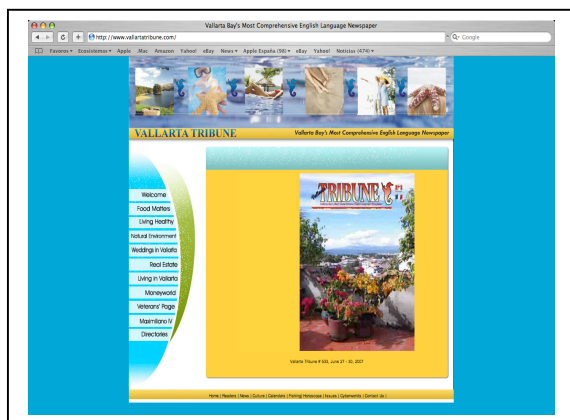 Vallarta Bay's Most Comprehensive English Language Newspaper
http://www.vallartatribune.com/
Google
Favoros Ecosistemas Apple .Mac Amazon Yahoo! eBay News Apple España (98) eBay Yahoo! Noticias (474)
VALLARTA TRIBUNE
Vallarta Bay's Most Comprehensive English Language Newspaper
Welcome
Food Matters
Living Healthy
Natural Environment
Weddings in Vallarta
Real Estate
Living in Vallarta
Moneyworld
Veterans' Page
Maximiliano IV
Directories
TRIBUNE
Vallarta Tribune # 533, June 27 - 30, 2007
Home | Readers | News | Culture | Calendars | Fishing| Horoscope | Issues | Cyberworlds | Contact Us |